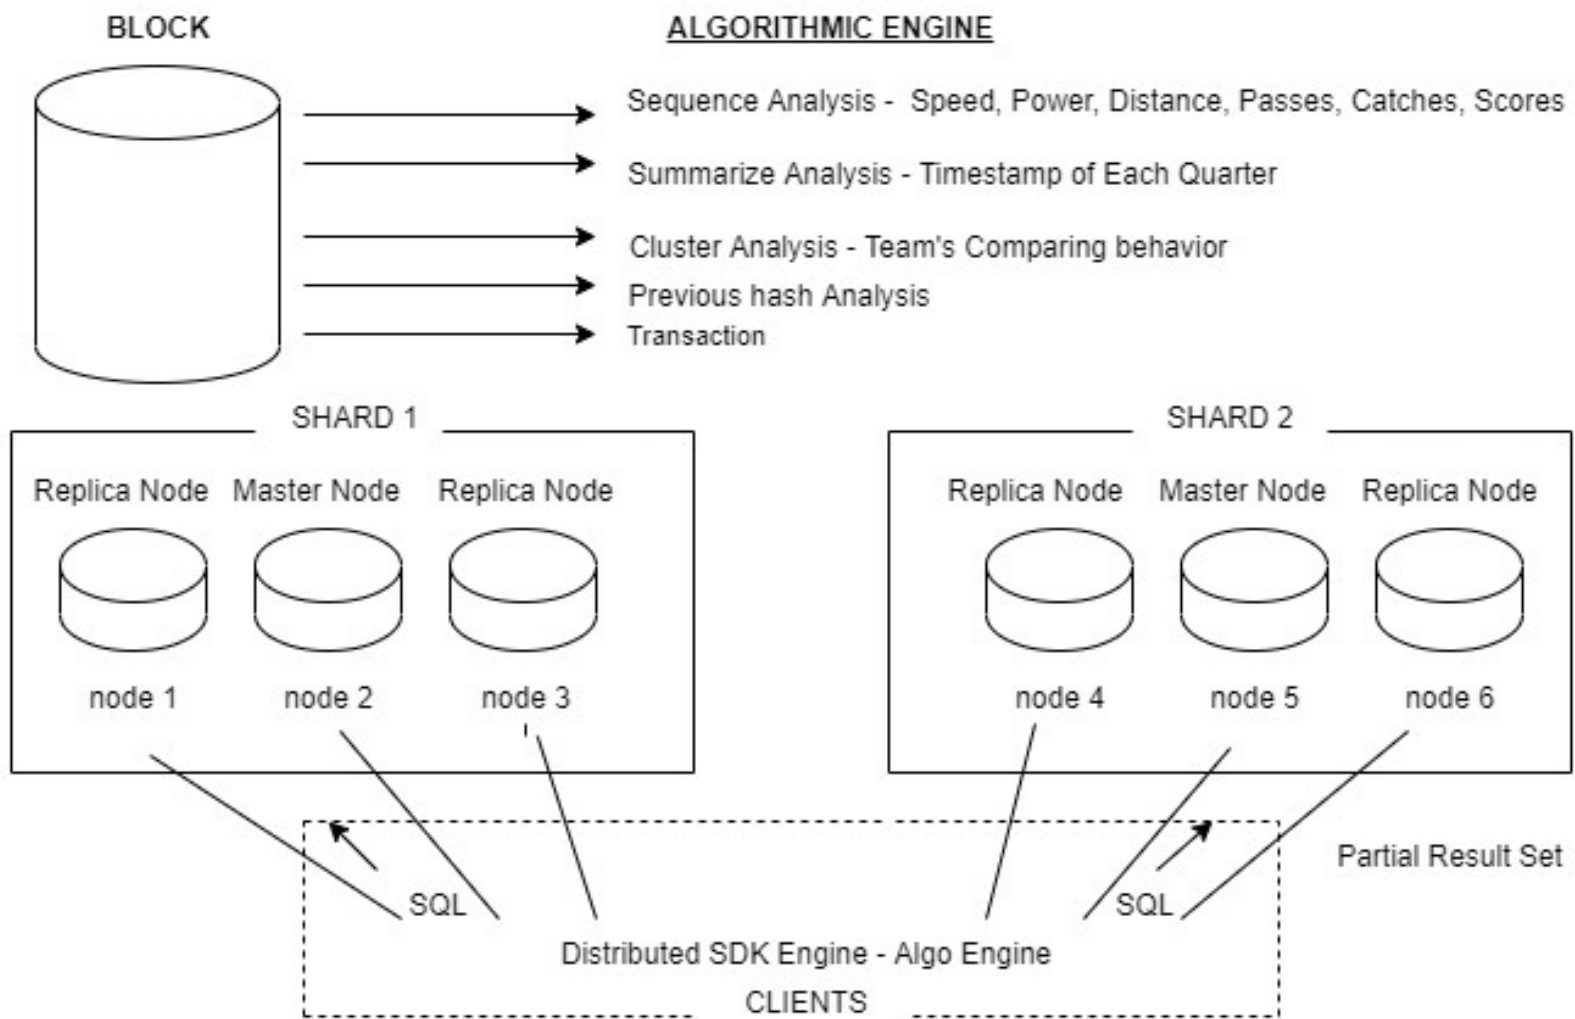 BLOCK
ALGORITHMIC ENGINE
Sequence Analysis - Speed, Power, Distance, Passes, Catches, Scores
Summarize Analysis - Timestamp of Each Quarter
Cluster Analysis - Team's Comparing behavior
Previous hash Analysis
Transaction
SHARD 1
Replica Node Master Node Replica Node
node 1 node 2 node 3
SHARD 2
Replica Node Master Node Replica Node
node 4 node 5 node 6
Partial Result Set
SQL
SQL
Distributed SDK Engine - Algo Engine
CLIENTS